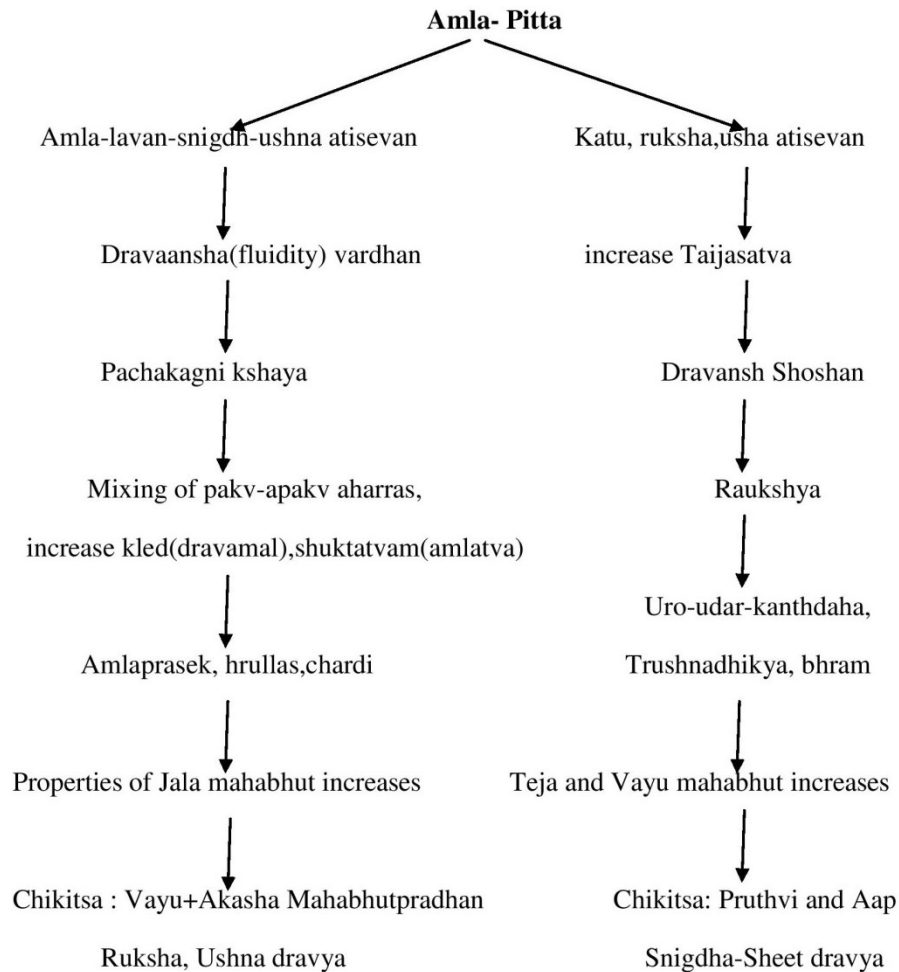 Amla- Pitta
Amla-lavan-snigdh-ushna atisevan
Dravaansha(fluidity) vardhan
Pachakagni kshaya
Mixing of pakv-apakv aharras,
increase kled(dravamal),shuktatvam(amlatva)
Amlaprasek, hrullas,chardi
Properties of Jala mahabhut increases
Chikitsa : Vayu+Akasha Mahabhutpradhan
Ruksha, Ushna dravya
Katu, ruksha,usha atisevan
increase Taijasatva
Dravansh Shoshan
Raukshya
Uro-udar-kanthdaha,
Trushnadhikya, bhram
Teja and Vayu mahabhut increases
Chikitsa: Pruthvi and Aap
Snigdha-Sheet dravya